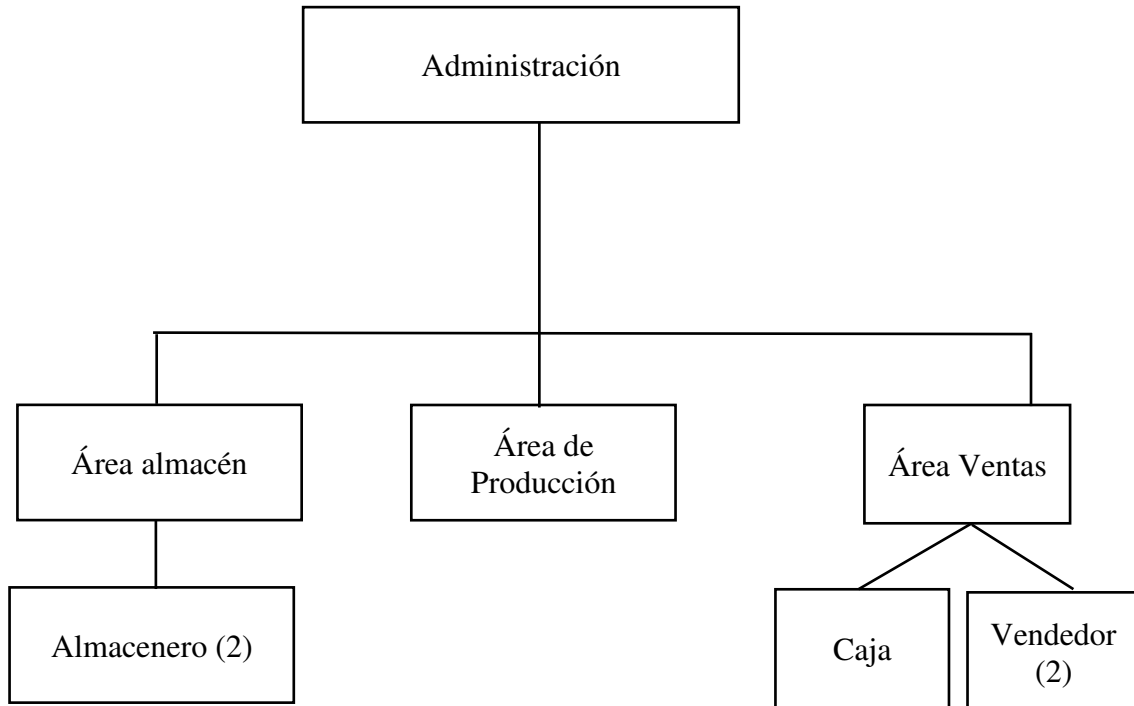 Administración
Área almacén
Área de
Producción
Área Ventas
Almacenero (2)
Caja
Vendedor
(2)